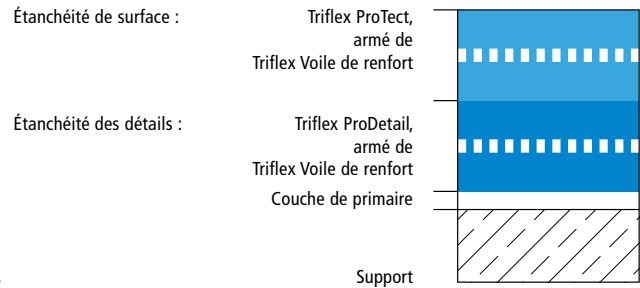 Étanchéité de surface : Triflex ProTect,
armé de
Triflex Voile de renfort
Étanchéité des détails : Triflex ProDetail,
armé de
Triflex Voile de renfort
Couche de primaire
Support